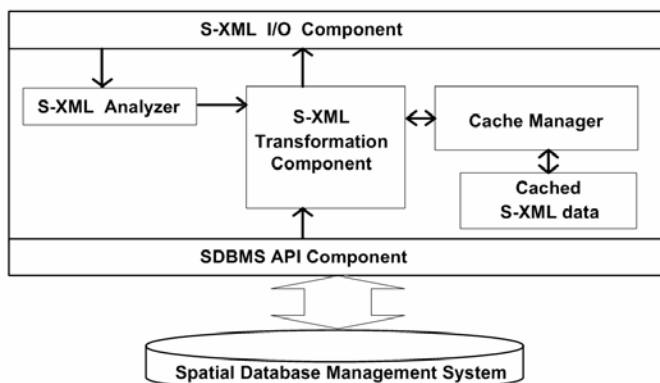 S-XML I/O Component
S-XML Analyzer
S-XML
Transformation
Component
Cache Manager
Cached
S-XML data
SDBMS API Component
Spatial Database Management System